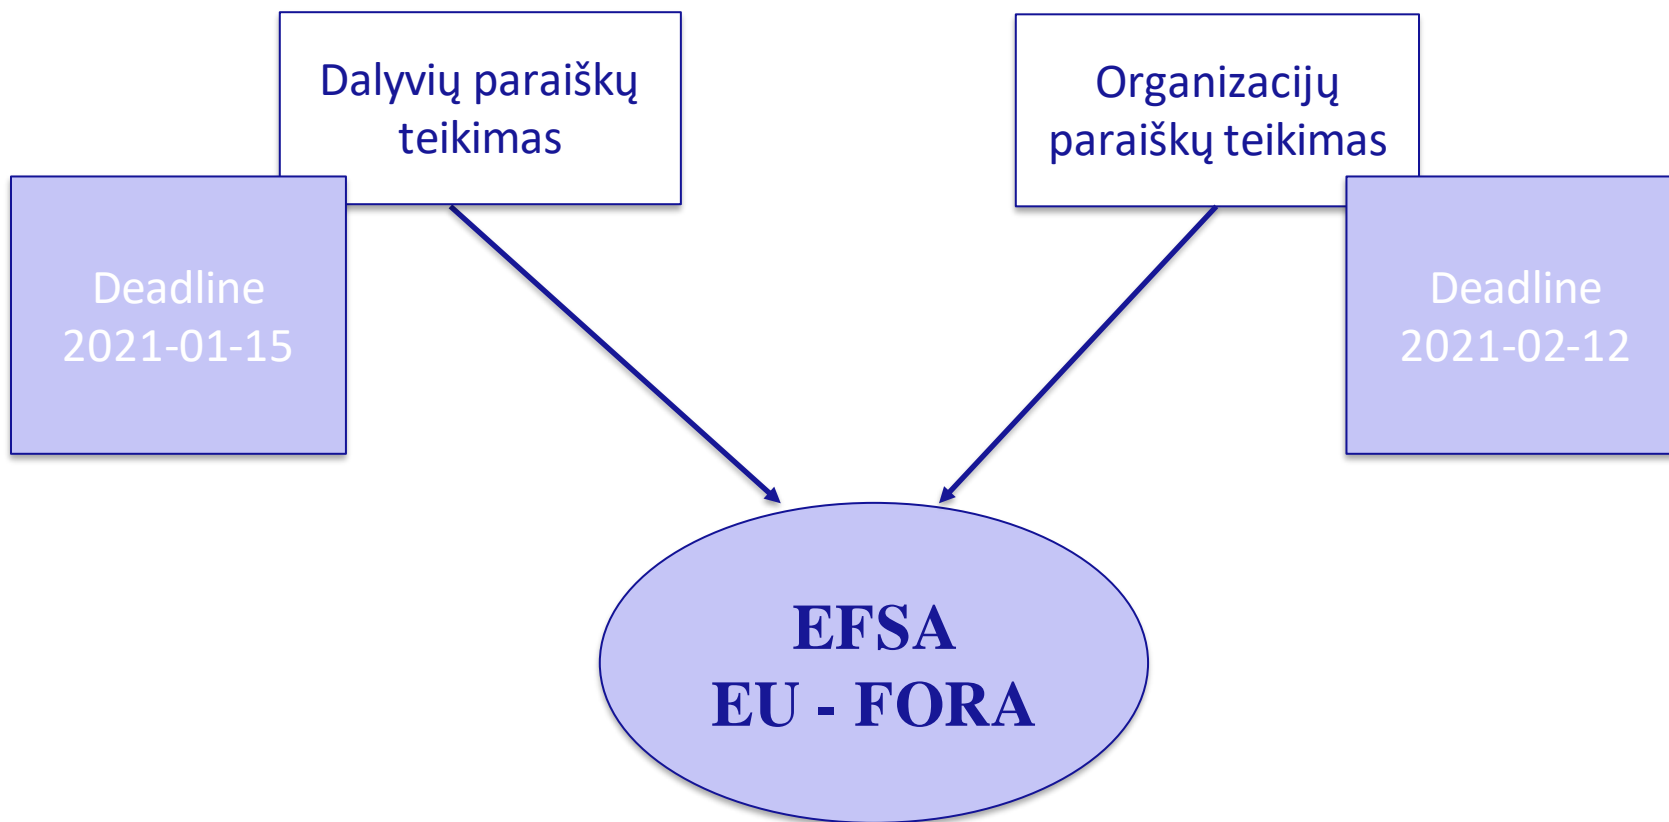 Dalyvių paraiškų
teikimas
Deadline
2021-01-15
Organizacijų
paraiškų teikimas
Deadline
2021-02-12
EFSA
EU - FORA